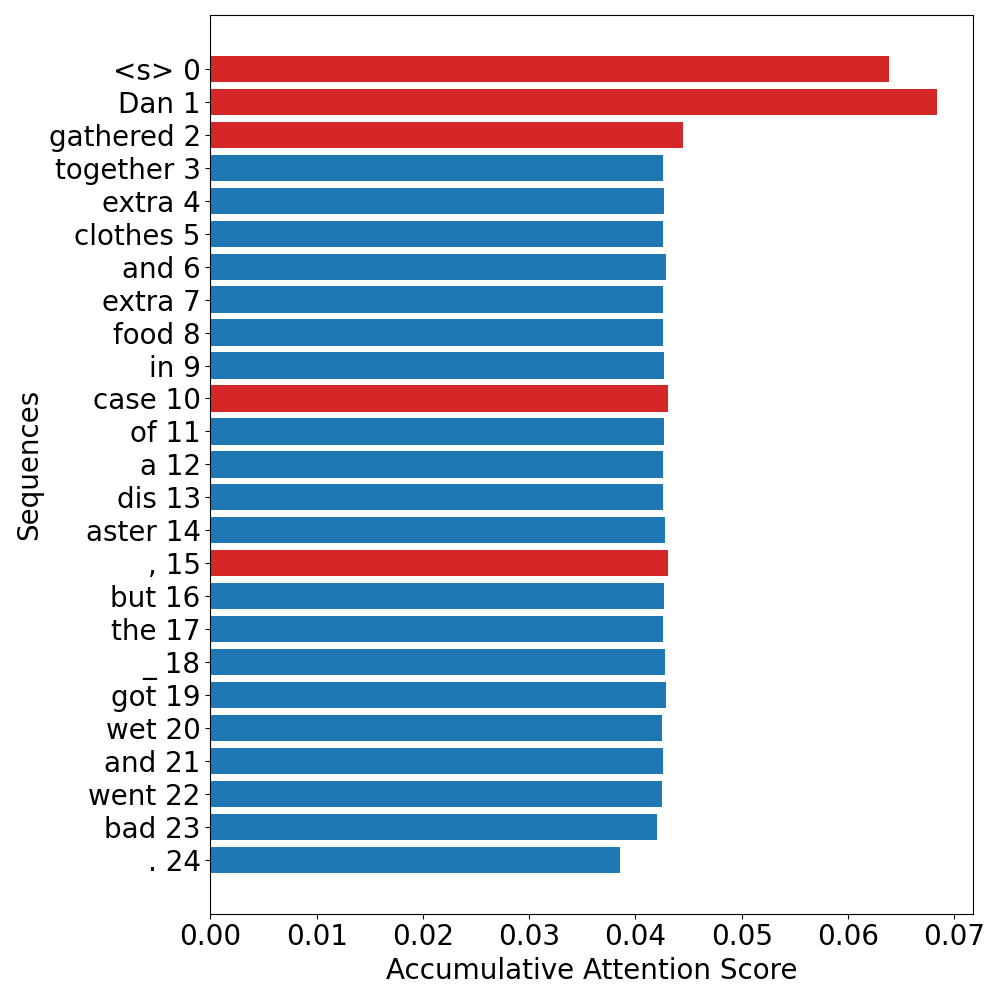 <s> 0
Dan 1
gathered 2
together 3
extra 4
clothes 5
and 6
extra 7
food 8
in 9
case 10
of 11
a 12
dis 13
aster 14
, 15
but 16
the 17
_ 18
got 19
wet 20
and 21
went 22
bad 23
. 24
Sequences
0.00 0.01 0.02 0.03 0.04 0.05 0.06 0.07
Accumulative Attention Score